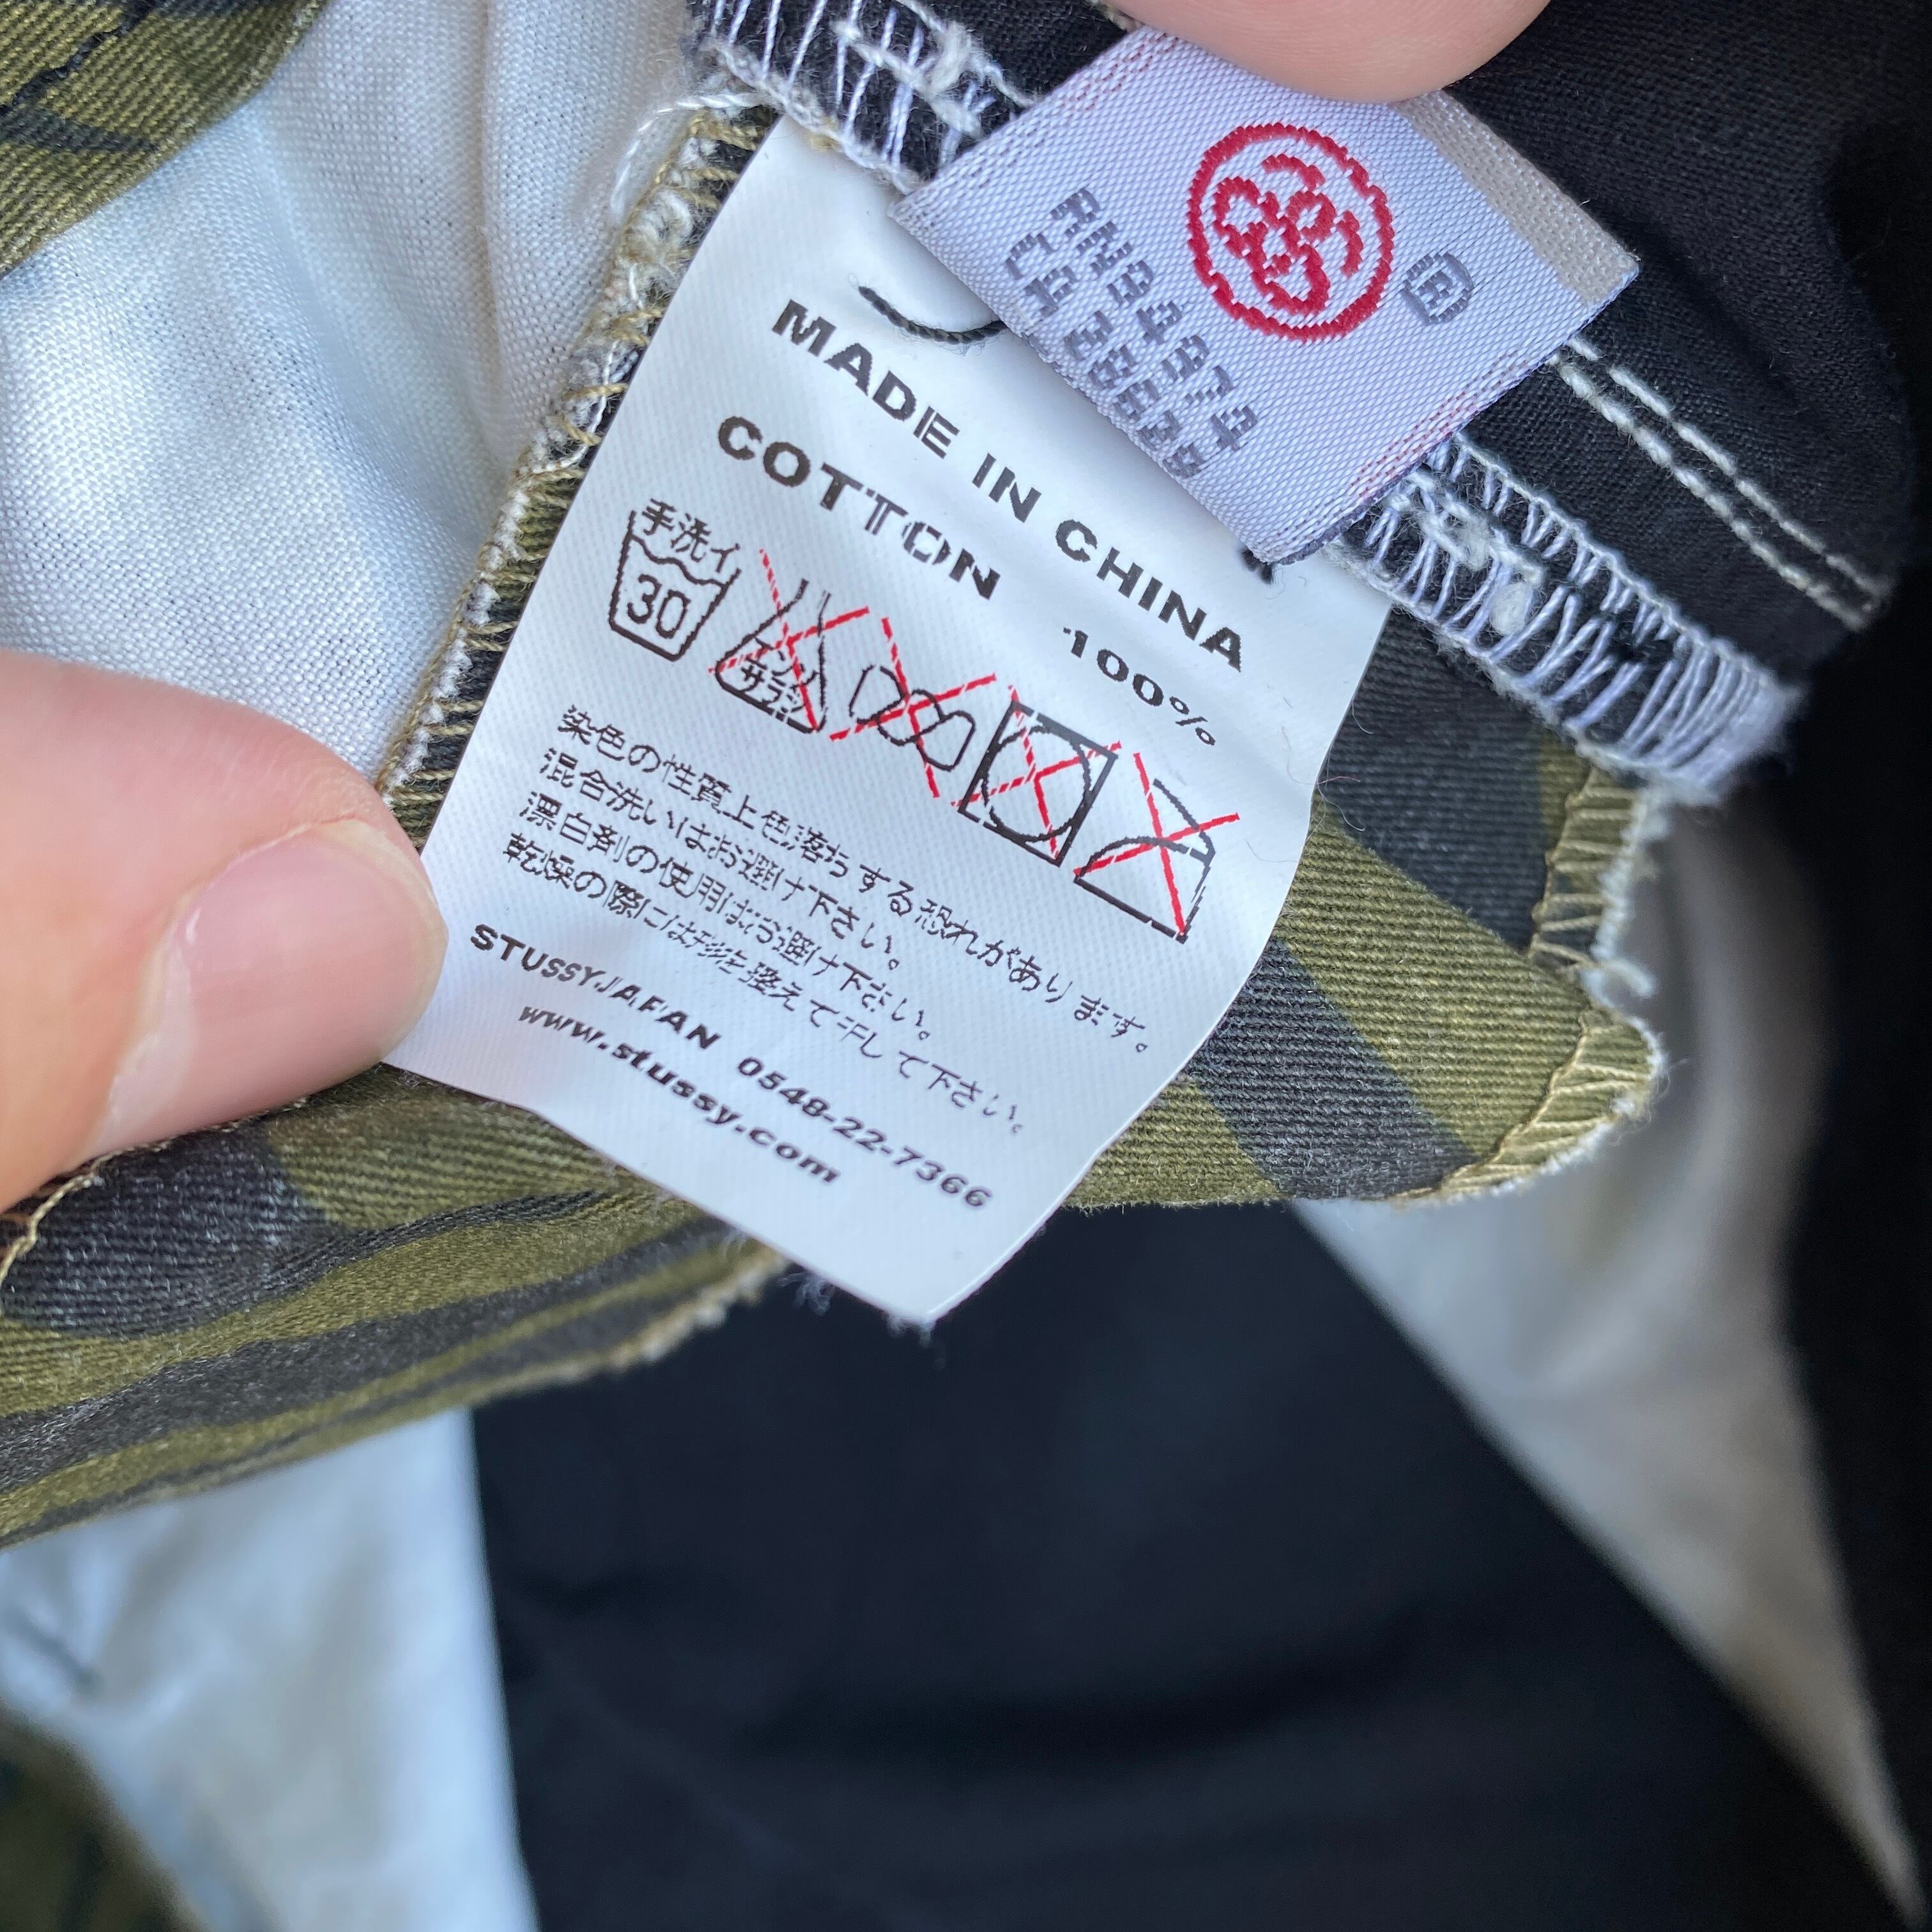 ®
RN94974
MADE IN CHINA
COTTON 100%
手洗イ
30
染色の性質上色落ちする恐れがあります。
混合洗いはお避け下さい。
漂白剤の使用はお避け下さい。
乾燥の際には形を整えて干して下さい。
STUSSYJAPAN 0548-22-7366
www.stussy.com